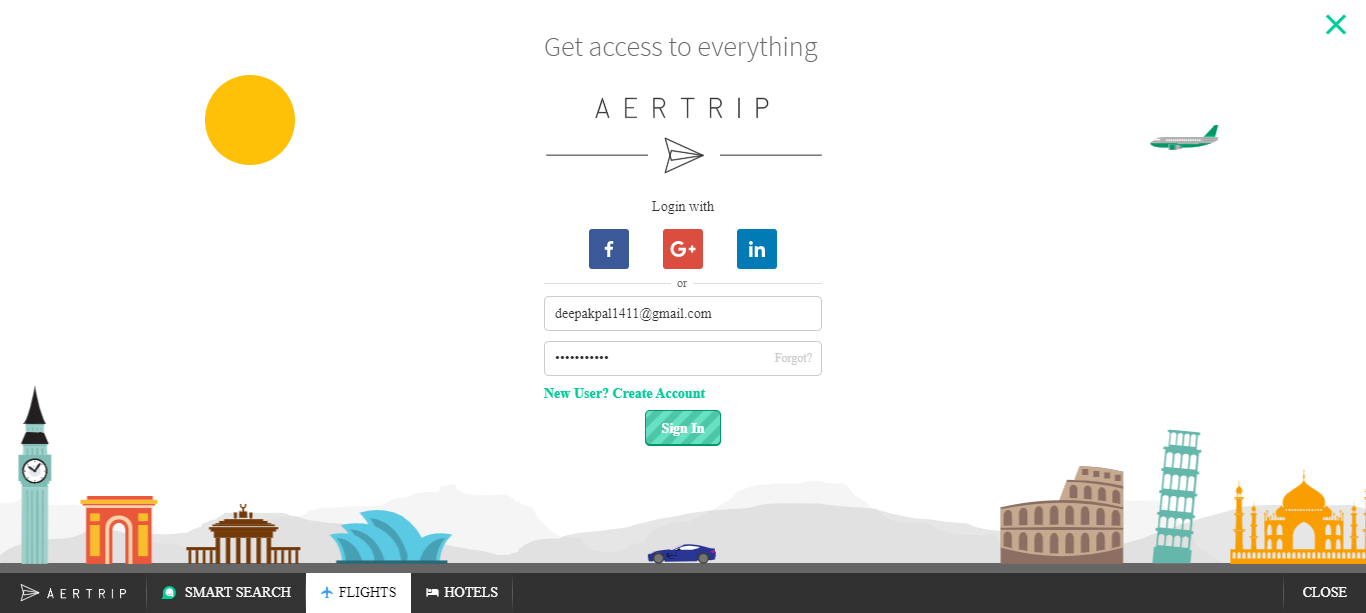 Get access to everything
AERTRIP
Login with
f G+ in
or
deepakpal1411@gmail.com
••••••••••• Forgot?
New User? Create Account
Sign In
AERTRIP SMART SEARCH FLIGHTS HOTELS CLOSE